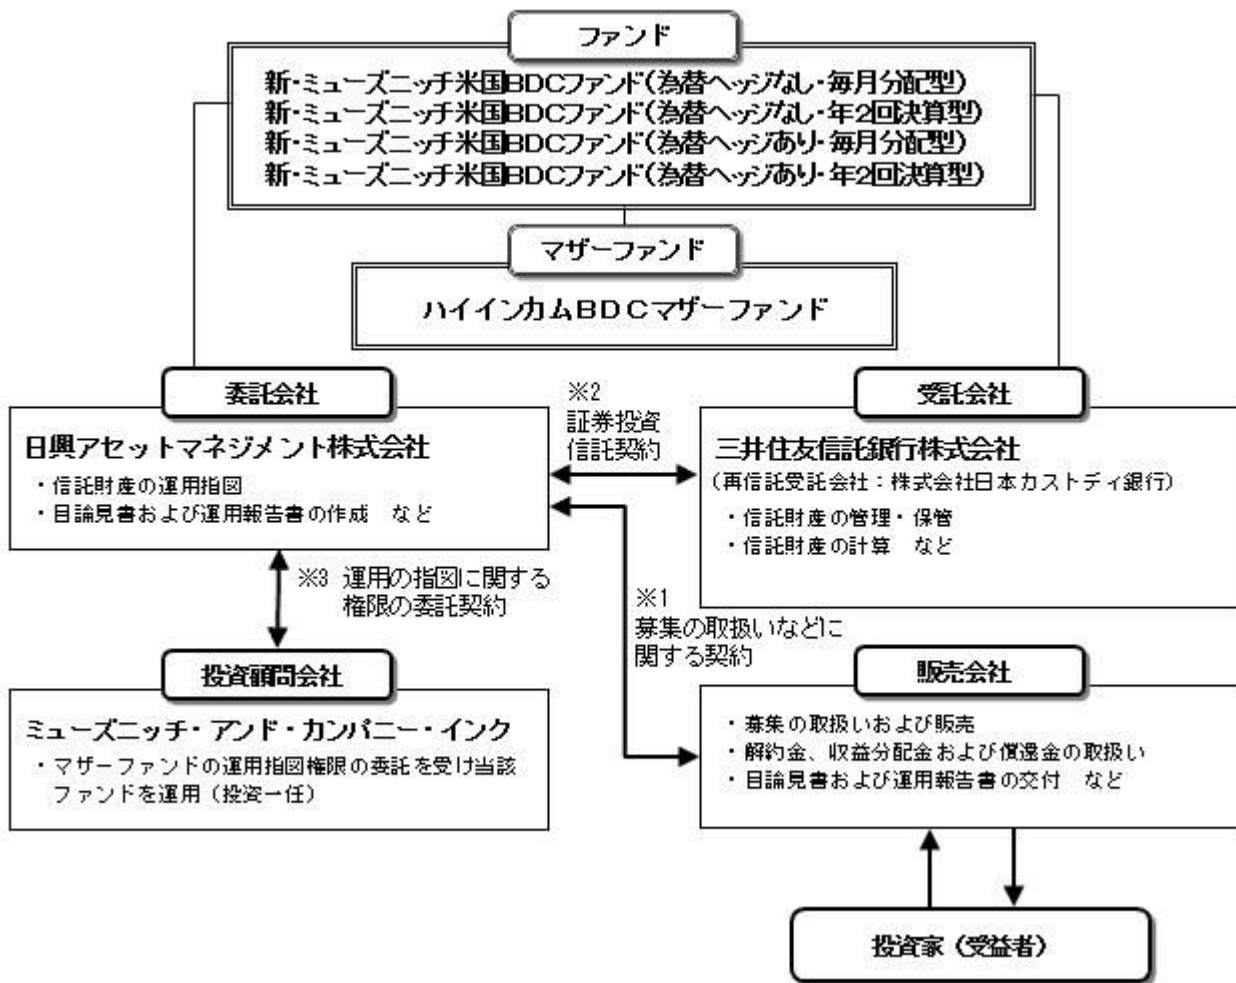 ファンド
新・ミューズニッチ米国BDCファンド(為替ヘッジなし・毎月分配型)
新・ミューズニッチ米国BDCファンド(為替ヘッジなし・年2回決算型)
新・ミューズニッチ米国BDCファンド(為替ヘッジあり・毎月分配型)
新・ミューズニッチ米国BDCファンド(為替ヘッジあり・年2回決算型)
マザーファンド
ハイインカムBDCマザーファンド
委託会社
日興アセットマネジメント株式会社
・信託財産の運用指図
・目論見書および運用報告書の作成 など
※2
証券投資
信託契約
受託会社
三井住友信託銀行株式会社
(再信託受託会社:株式会社日本カストディ銀行)
・信託財産の管理・保管
・信託財産の計算 など
※3 運用の指図に関する
権限の委託契約
※1
募集の取扱いなどに
関する契約
投資顧問会社
ミューズニッチ・アンド・カンパニー・インク
・マザーファンドの運用指図権限の委託を受け当該
ファンドを運用(投資一任)
販売会社
・募集の取扱いおよび販売
・解約金、収益分配金および償還金の取扱い
・目論見書および運用報告書の交付 など
投資家(受益者)